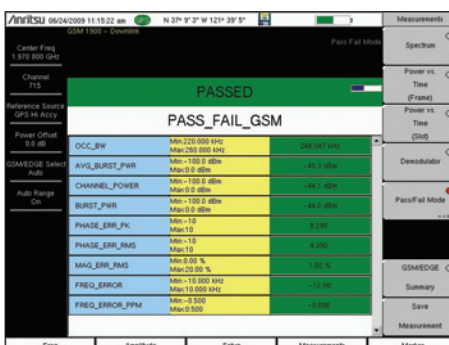 Anritsu 06/24/2009 11:15:22 am GPS N 37° 9' 3" W 121° 39' 5"
Measurements
GSM 1900 - Downlink
Pass Fail Mode
Center Freq
1 970 800 GHz
Channel
715
Reference Source
GPS Hi Accy
Power Offset
0.0 dB
GSM/EDGE Select
Auto
Auto Range
On
PASSED
PASS_FAIL_GSM
OCC_BW Min:220.000 kHz Max:260.000 kHz
AVG_BURST_PWR Min:-100.0 dBm Max:0.0 dBm -45.3 dBm
CHANNEL_POWER Min:-100.0 dBm Max:0.0 dBm -44.1 dBm
BURST_PWR Min:-100.0 dBm Max:0.0 dBm -44.5 dBm
PHASE_ERR_PK Min:-10 Max:10
PHASE_ERR_RMS Min:-10 Max:10
MAG_ERR_RMS Min:0.00 % Max:20.00 % 1.92 %
FREQ_ERROR Min:-10.000 kHz Max:10.000 kHz -12 Hz
FREQ_ERROR_PPM Min:-0.500 Max:0.500 -0.006
Spectrum
Power vs.
Time
(Frame)
Power vs.
Time
(Slot)
Demodulator
Pass/Fail Mode
GSM/EDGE
Summary
Save
Measurement
Freq Amplitude Setup Measurements Marker